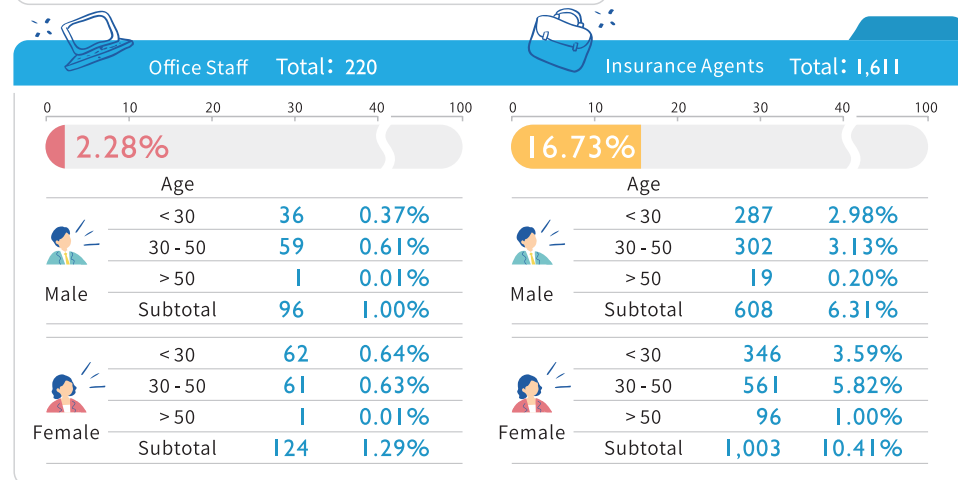 Office Staff Total: 220
0 10 20 30 40 100
2.28%
Age
< 30 36 0.37%
30 - 50 59 0.61%
> 50 1 0.01%
Male
Subtotal 96 1.00%
< 30 62 0.64%
30 - 50 61 0.63%
> 50 1 0.01%
Female
Subtotal 124 1.29%
Insurance Agents Total: 1,611
0 10 20 30 40 100
16.73%
Age
< 30 287 2.98%
30 - 50 302 3.13%
> 50 19 0.20%
Male
Subtotal 608 6.31%
< 30 346 3.59%
30 - 50 561 5.82%
> 50 96 1.00%
Female
Subtotal 1,003 10.41%